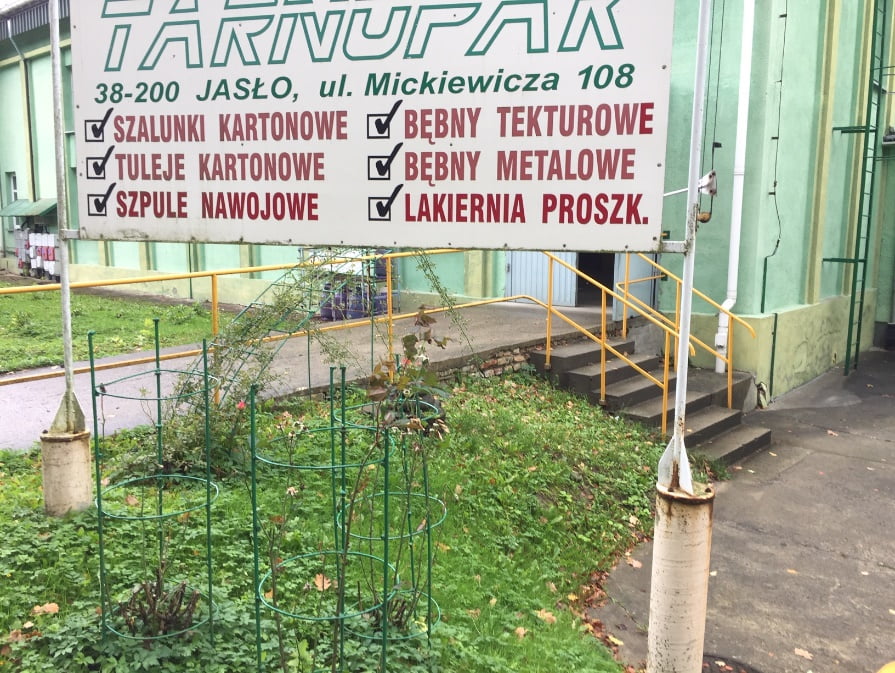 TARNOPAK
38-200 JASŁO, ul. Mickiewicza 108
SZALUNKI KARTONOWE
TULEJE KARTONOWE
SZPULE NAWOJOWE
BĘBNY TEKTUROWE
BĘBNY METALOWE
LAKIERNIA PROSZK.